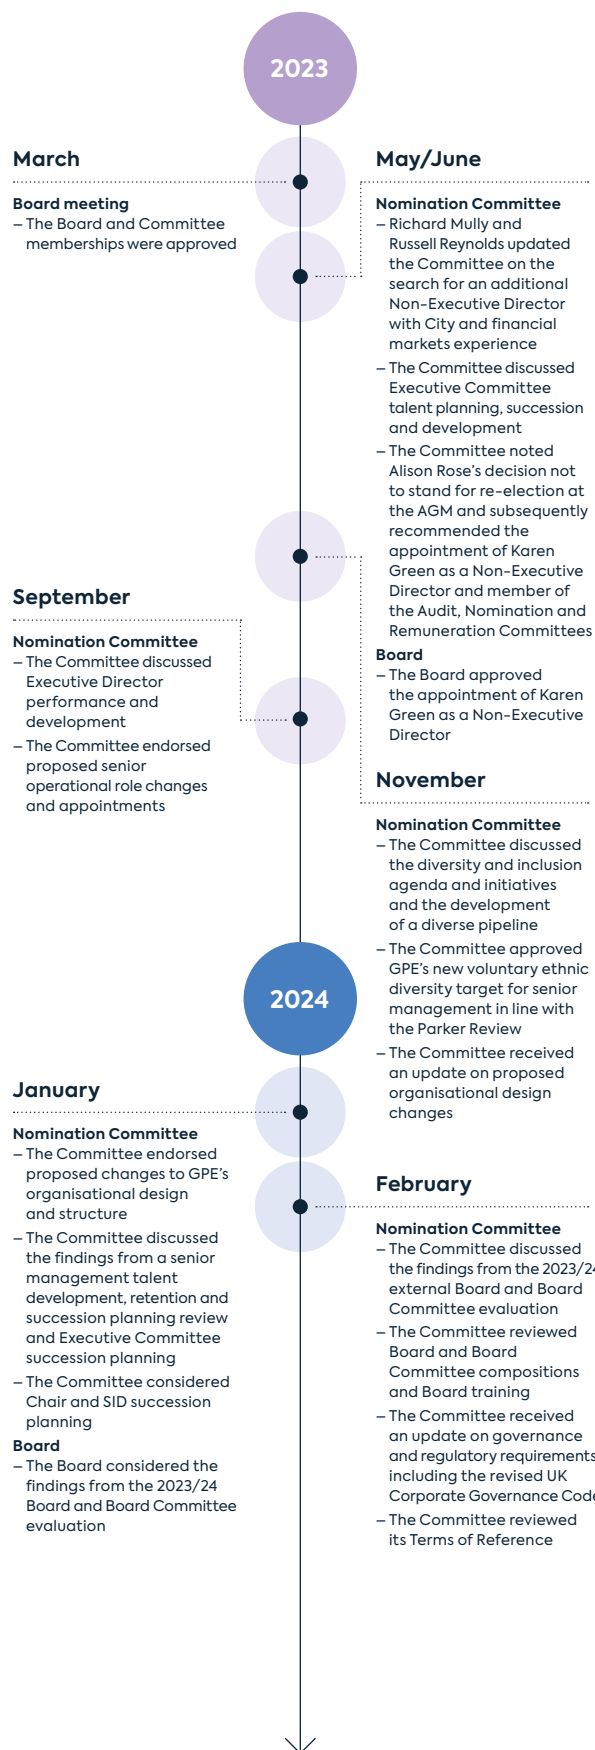 2023
March
Board meeting
– The Board and Committee
memberships were approved
May/June
Nomination Committee
– Richard Mully and
Russell Reynolds updated
the Committee on the
search for an additional
Non-Executive Director
with City and financial
markets experience
– The Committee discussed
Executive Committee
talent planning, succession
and development
– The Committee noted
Alison Rose's decision not
to stand for re-election at
the AGM and subsequently
recommended the
appointment of Karen
Green as a Non-Executive
Director and member of
the Audit, Nomination and
Remuneration Committees
Board
– The Board approved
the appointment of Karen
Green as a Non-Executive
Director
September
Nomination Committee
– The Committee discussed
Executive Director
performance and
development
– The Committee endorsed
proposed senior
operational role changes
and appointments
November
Nomination Committee
– The Committee discussed
the diversity and inclusion
agenda and initiatives
and the development
of a diverse pipeline
– The Committee approved
GPE's new voluntary ethnic
diversity target for senior
management in line with
the Parker Review
– The Committee received
an update on proposed
organisational design
changes
2024
January
Nomination Committee
– The Committee endorsed
proposed changes to GPE's
organisational design
and structure
– The Committee discussed
the findings from a senior
management talent
development, retention and
succession planning review
and Executive Committee
succession planning
– The Committee considered
Chair and SID succession
planning
Board
– The Board considered the
findings from the 2023/24
Board and Board Committee
evaluation
February
Nomination Committee
– The Committee discussed
the findings from the 2023/24
external Board and Board
Committee evaluation
– The Committee reviewed
Board and Board
Committee compositions
and Board training
– The Committee received
an update on governance
and regulatory requirements
including the revised UK
Corporate Governance Code
– The Committee reviewed
its Terms of Reference